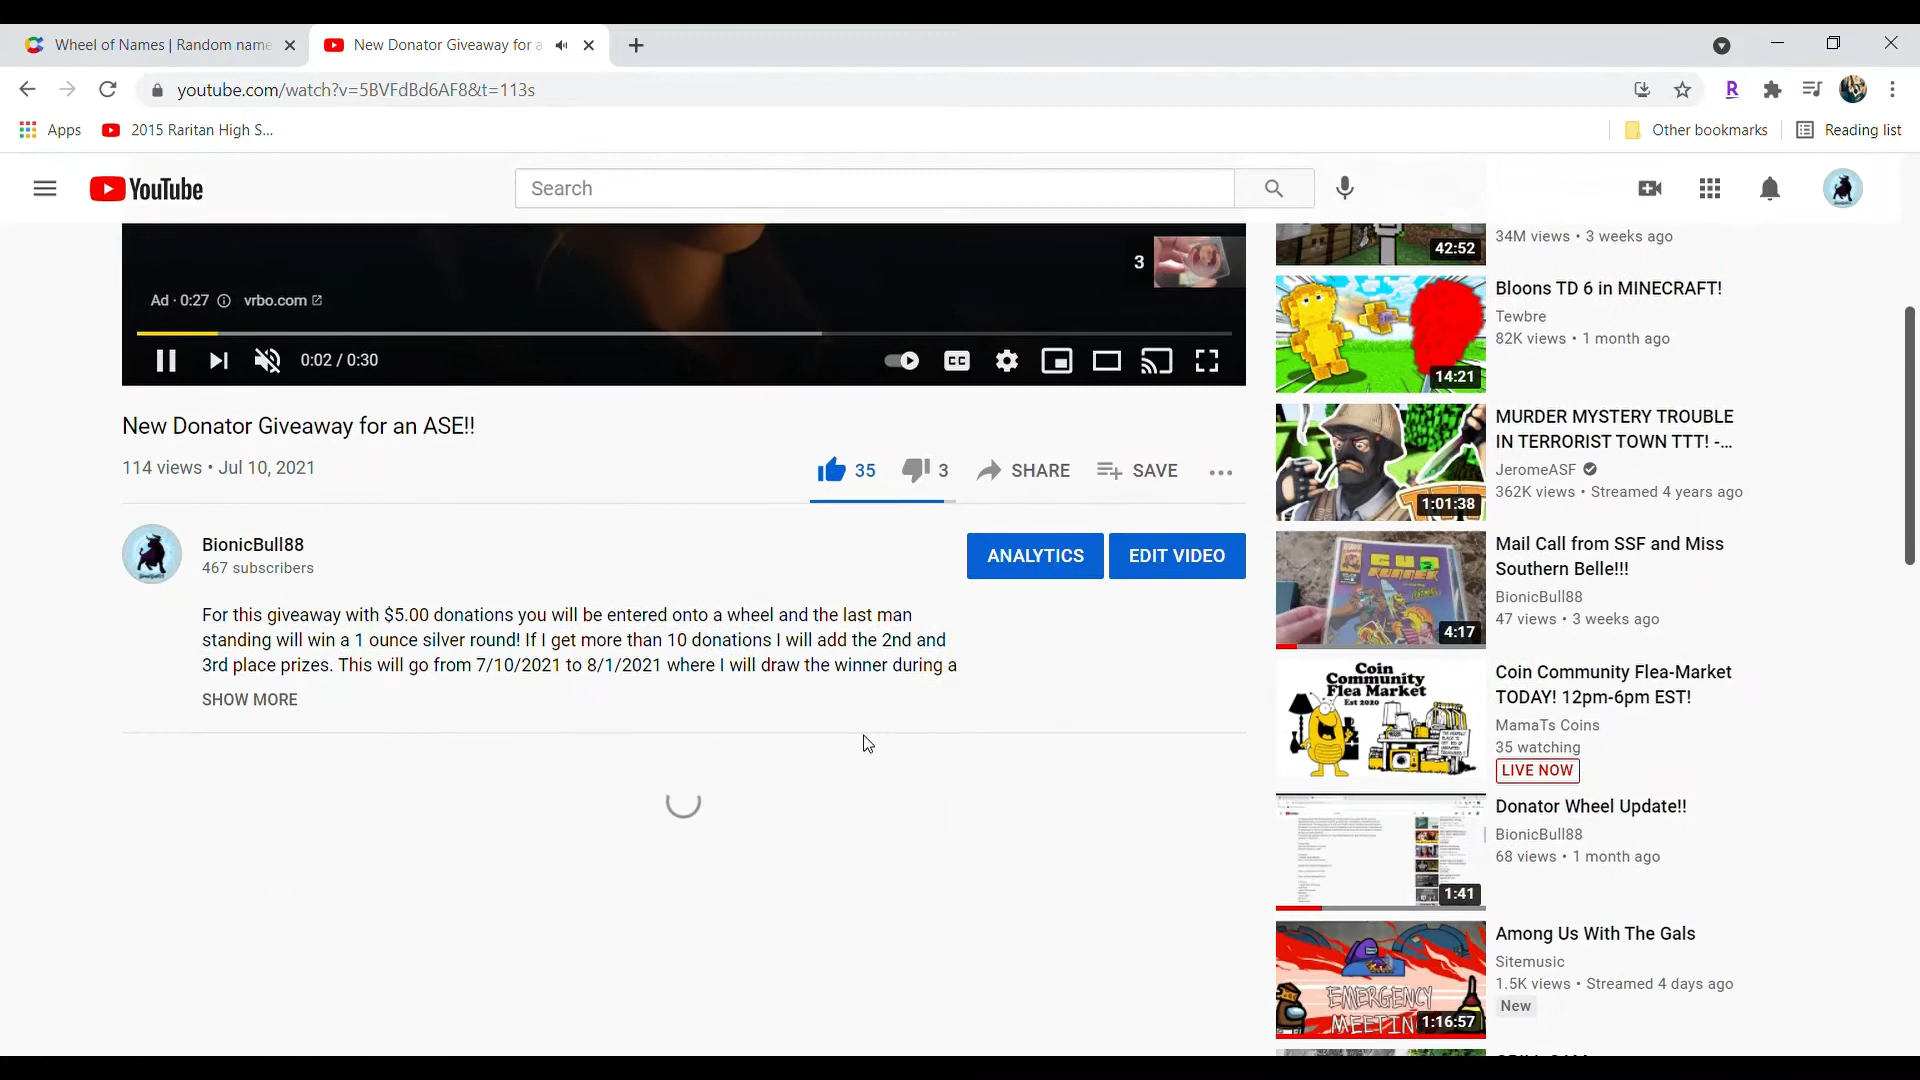 Wheel of Names | Random name
New Donator Giveaway for a
youtube.com/watch?v=5BVFdBd6AF8&t=113s
R
Apps
2015 Raritan High S...
Other bookmarks
Reading list
YouTube
Search
Ad · 0:27
vrbo.com
3
0:02 / 0:30
CC
New Donator Giveaway for an ASE!!
114 views • Jul 10, 2021
35
3
SHARE
SAVE
BionicBull88
467 subscribers
ANALYTICS
EDIT VIDEO
For this giveaway with $5.00 donations you will be entered onto a wheel and the last man
standing will win a 1 ounce silver round! If I get more than 10 donations I will add the 2nd and
3rd place prizes. This will go from 7/10/2021 to 8/1/2021 where I will draw the winner during a
SHOW MORE
42:52
34M views • 3 weeks ago
14:21
Bloons TD 6 in MINECRAFT!
Tewbre
82K views • 1 month ago
1:01:38
MURDER MYSTERY TROUBLE
IN TERRORIST TOWN TTT! -...
JeromeASF
362K views • Streamed 4 years ago
4:17
Mail Call from SSF and Miss
Southern Belle!!!
BionicBull88
47 views • 3 weeks ago
Coin
Community
Flea Market
Est 2020
Coin Community Flea-Market
TODAY! 12pm-6pm EST!
MamaTs Coins
35 watching
LIVE NOW
1:41
Donator Wheel Update!!
BionicBull88
68 views • 1 month ago
EMERGENCY
MEETIN
1:16:57
Among Us With The Gals
Sitemusic
1.5K views • Streamed 4 days ago
New